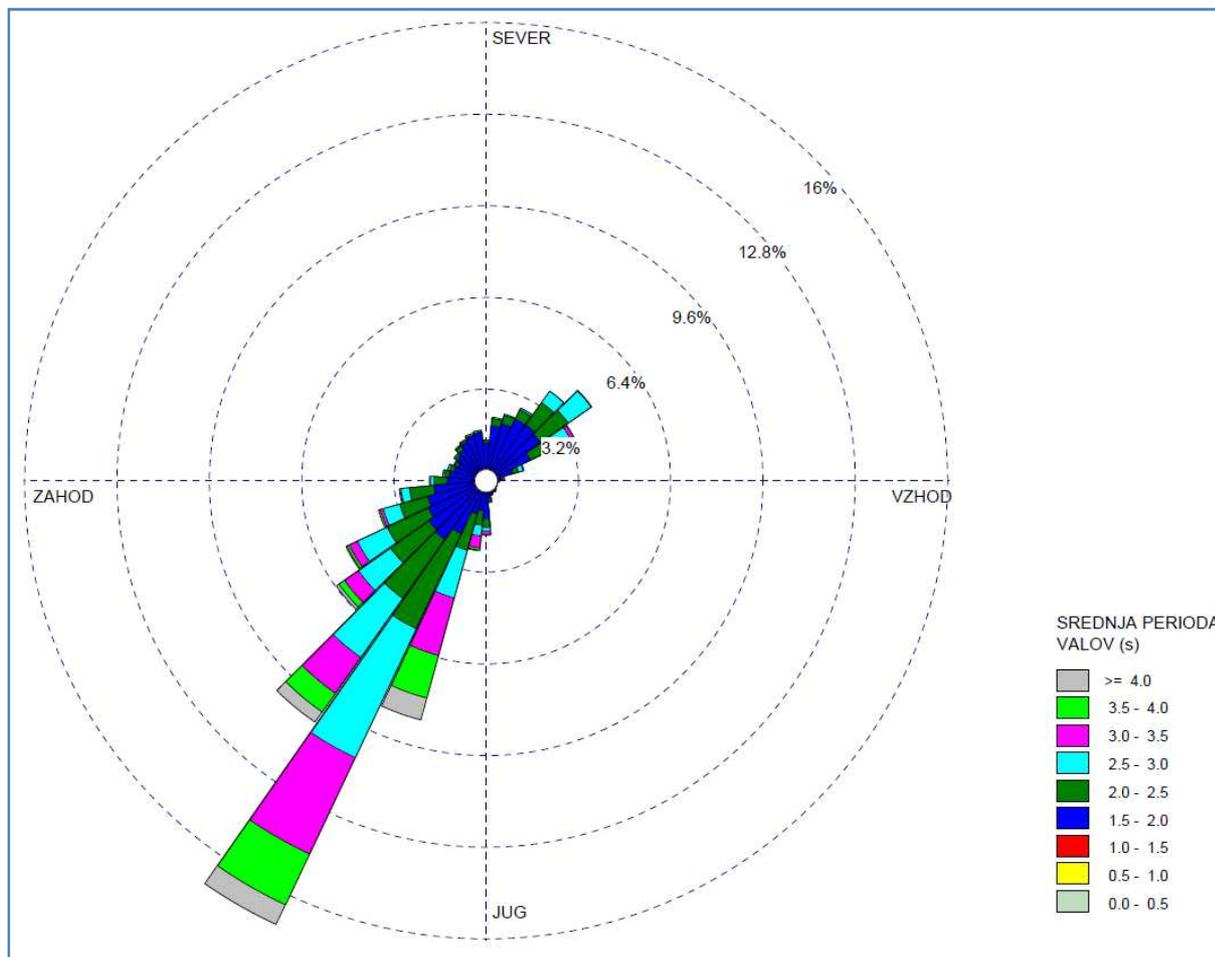 SEVER
16%
12.8%
9.6%
6.4%
3.2%
ZAHOD
VZHOD
JUG
SREDNJA PERIODA
VALOV (s)
>= 4.0
3.5 - 4.0
3.0 - 3.5
2.5 - 3.0
2.0 - 2.5
1.5 - 2.0
1.0 - 1.5
0.5 - 1.0
0.0 - 0.5